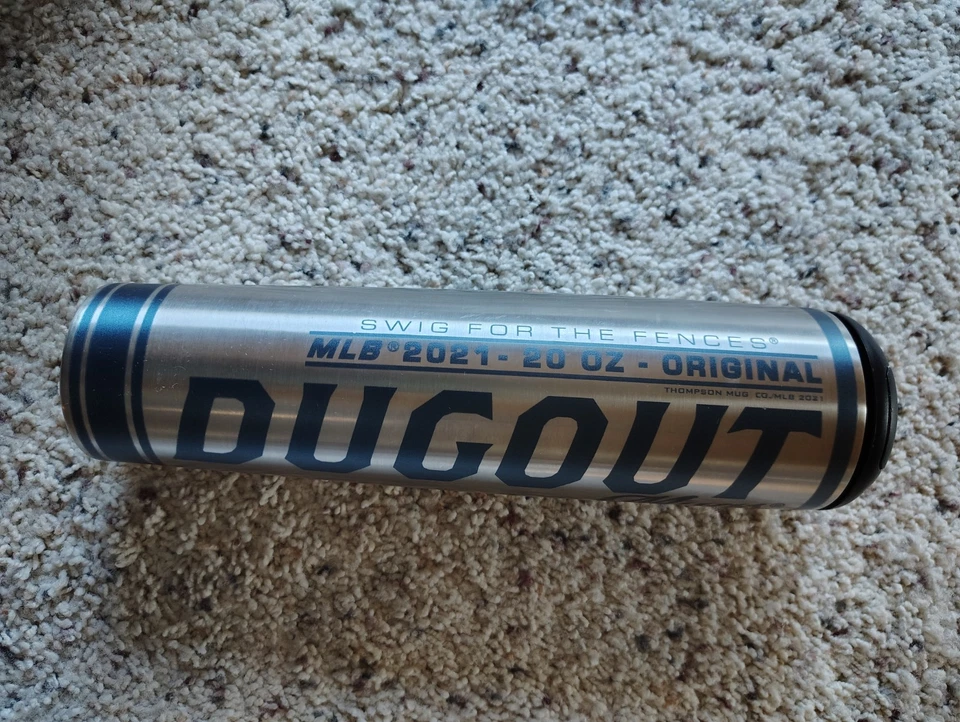 SWIG FOR THE FENCES®
MLB® 2021 - 20 OZ - ORIGINAL
THOMPSON MUG CO./MLB 2021
DUGOUT